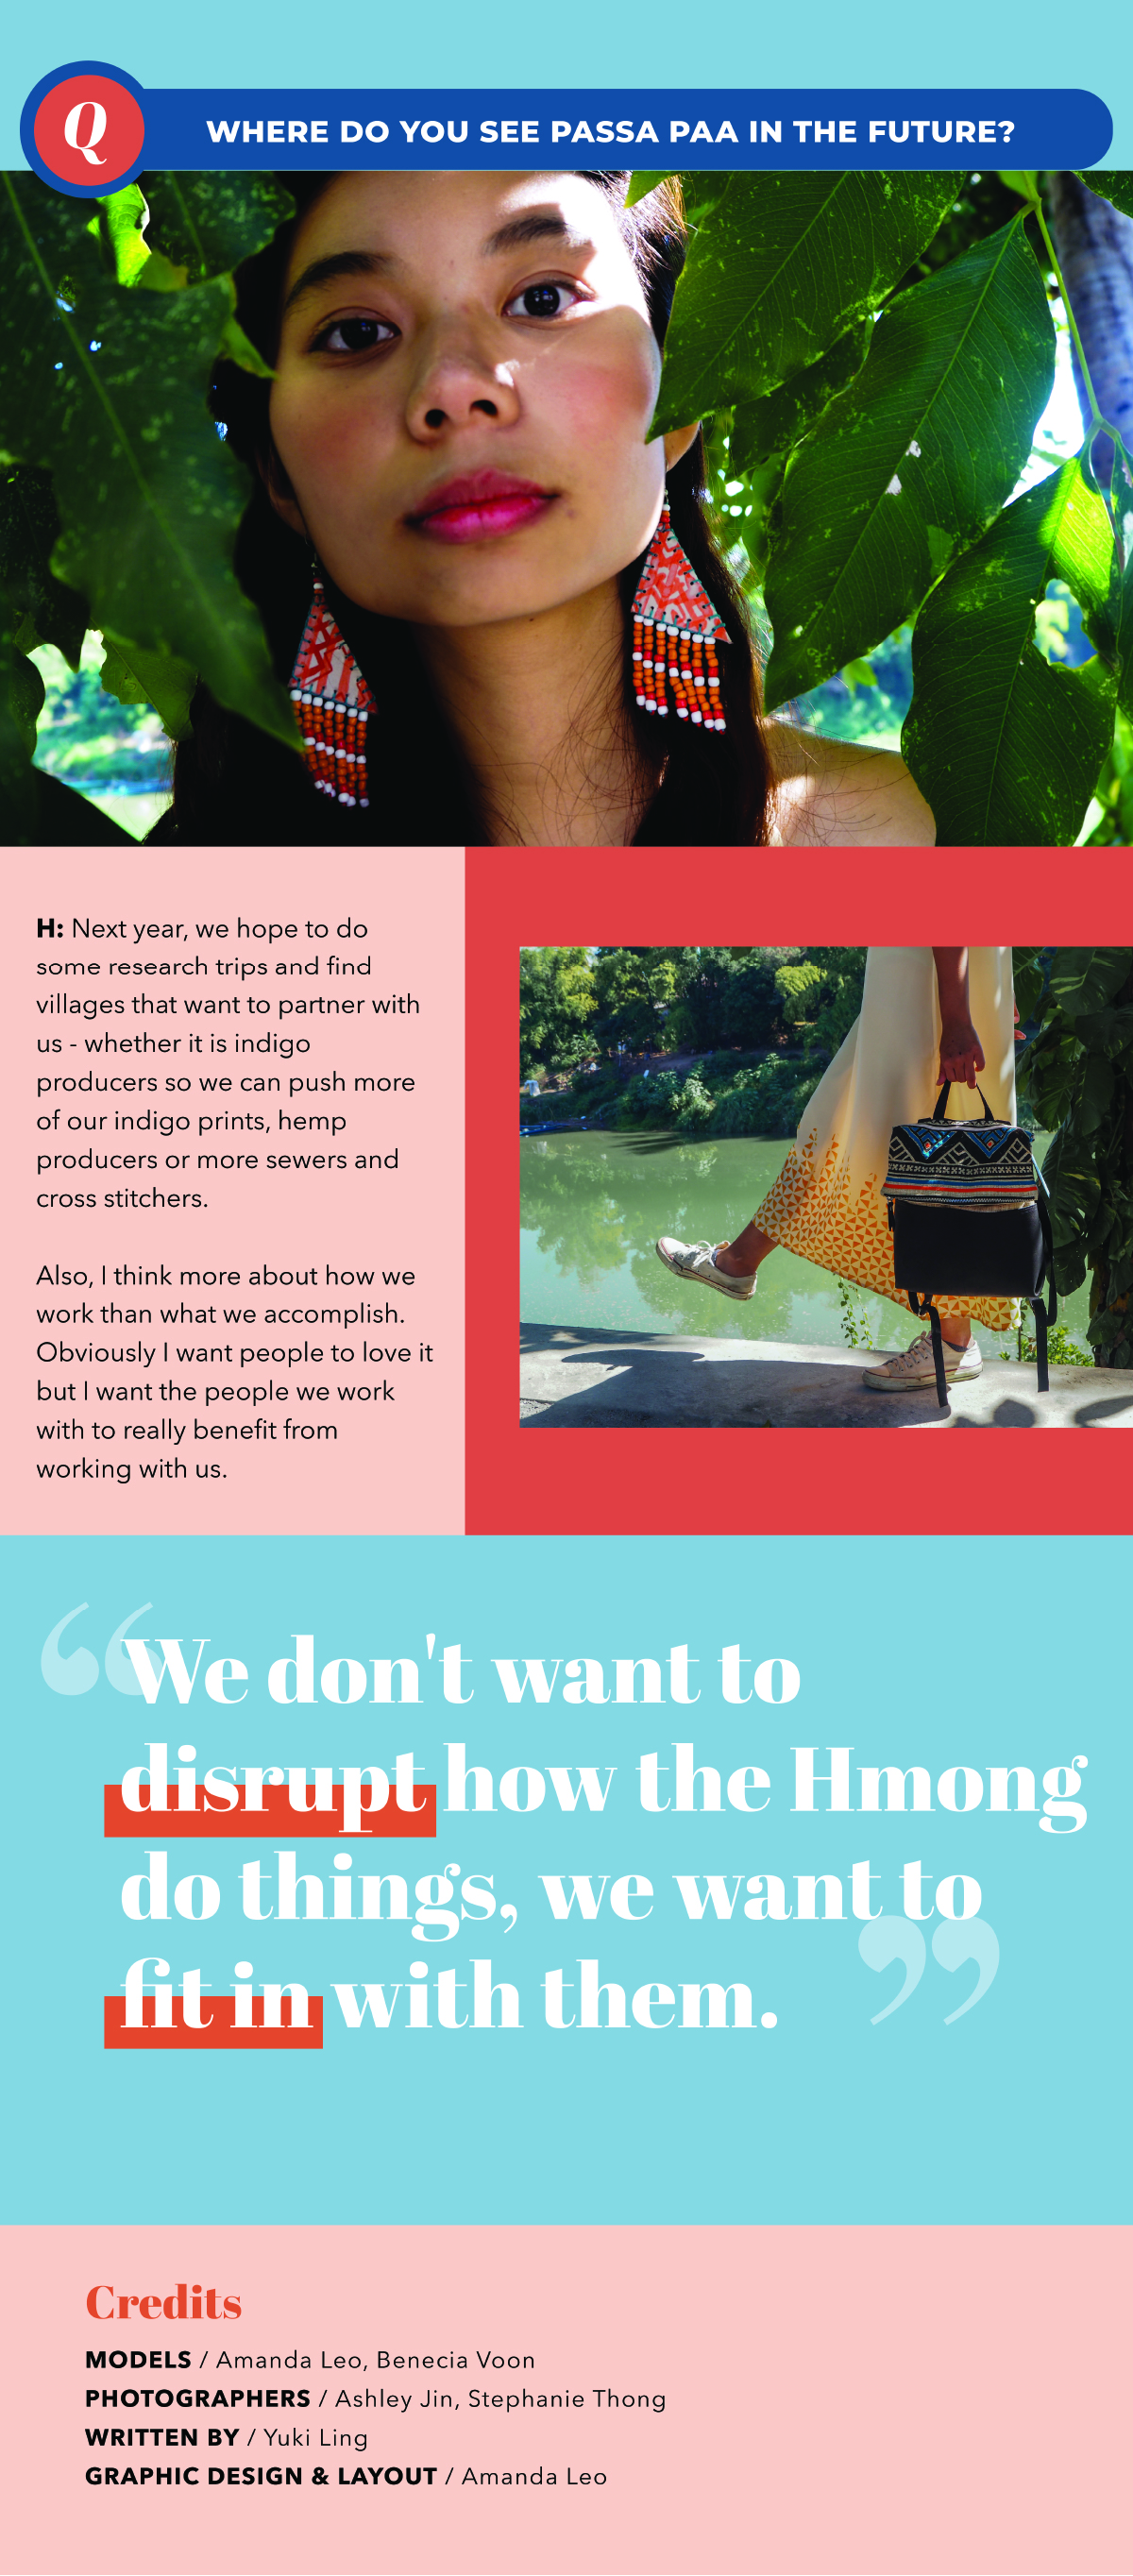 Q
WHERE DO YOU SEE PASSA PAA IN THE FUTURE?
H: Next year, we hope to do
some research trips and find
villages that want to partner with
us - whether it is indigo
producers so we can push more
of our indigo prints, hemp
producers or more sewers and
cross stitchers.
Also, I think more about how we
work than what we accomplish.
Obviously I want people to love it
but I want the people we work
with to really benefit from
working with us.
“We don't want to
disrupt how the Hmong
do things, we want to
fit in with them.”
Credits
MODELS / Amanda Leo, Benecia Voon
PHOTOGRAPHERS / Ashley Jin, Stephanie Thong
WRITTEN BY / Yuki Ling
GRAPHIC DESIGN & LAYOUT / Amanda Leo